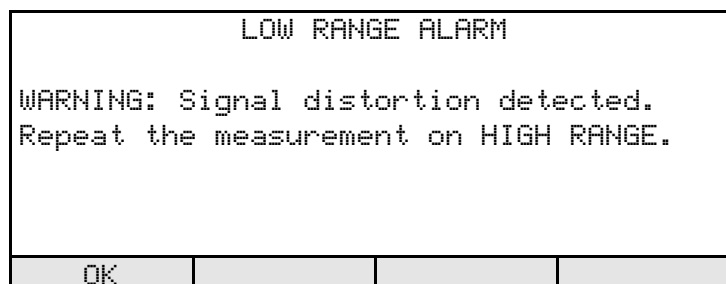 LOW RANGE ALARM
WARNING: Signal distortion detected.
Repeat the measurement on HIGH RANGE.
OK